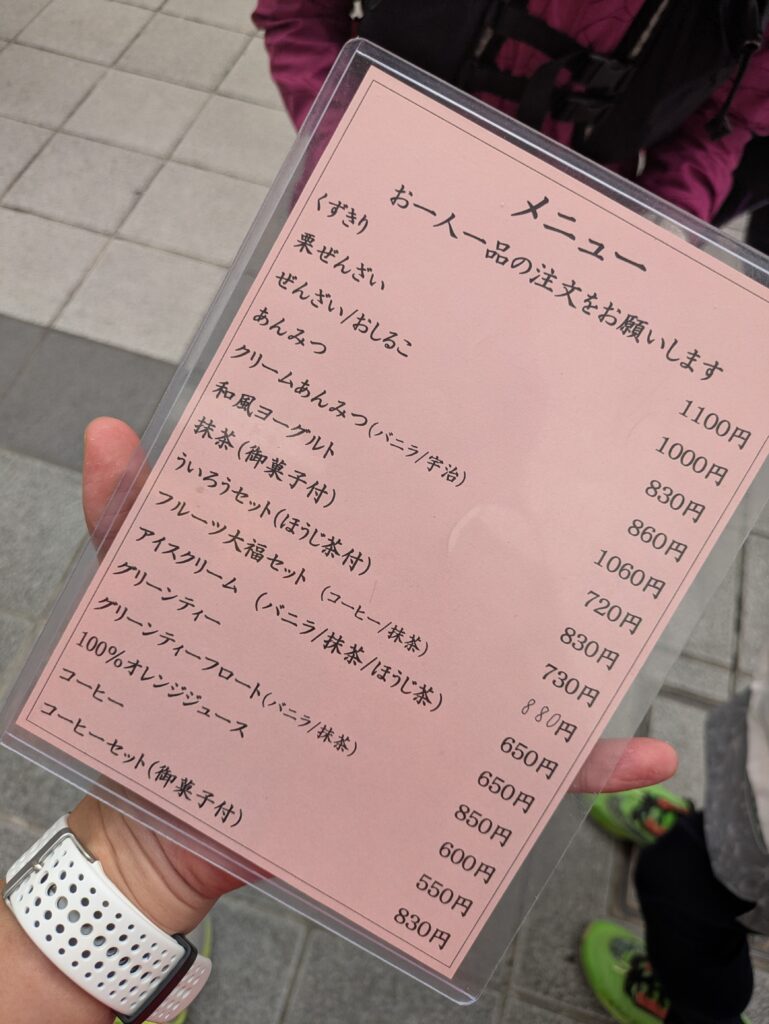 メニュー
お一人一品の注文をお願いします
くずきり 1100円
栗ぜんざい 1000円
ぜんざい/おしるこ 830円
あんみつ 860円
クリームあんみつ(バニラ/宇治) 1060円
和風ヨーグルト 720円
抹茶(御菓子付) 830円
ういろうセット(ほうじ茶付) 730円
フルーツ大福セット (コーヒー/抹茶) 880円
アイスクリーム (バニラ/抹茶/ほうじ茶) 650円
グリーンティー 650円
グリーンティーフロート(バニラ/抹茶) 850円
100%オレンジジュース 600円
コーヒー 550円
コーヒーセット(御菓子付) 830円